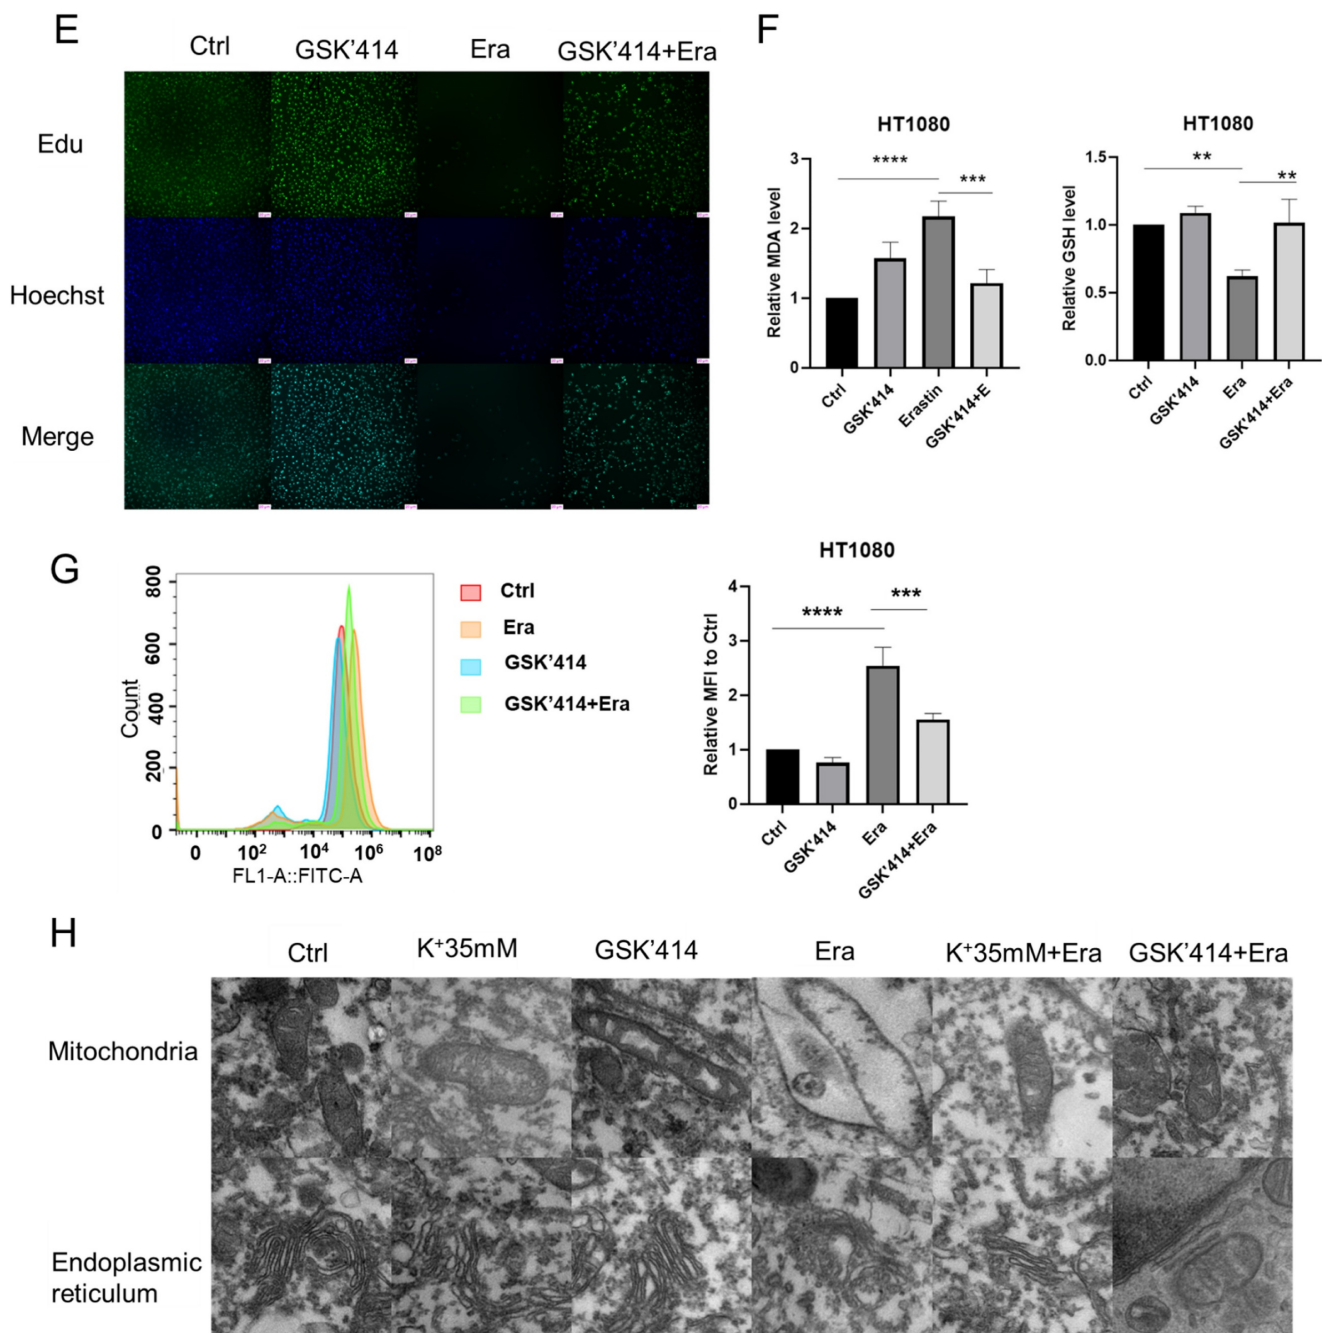 E
Ctrl GSK'414 Era GSK'414+Era
Edu
Hoechst
Merge
F
HT1080
Relative MDA level
3
2
1
0
**** ***
Ctrl GSK'414 Erastin GSK'414+E
HT1080
Relative GSH level
1.5
1.0
0.5
0.0
** **
Ctrl GSK'414 Era GSK'414+Era
G
Count
800
600
400
200
0
0 10² 10⁴ 10⁶ 10⁸
FL1-A::FITC-A
Ctrl
Era
GSK'414
GSK'414+Era
HT1080
Relative MFI to Ctrl
4
3
2
1
0
**** ***
Ctrl GSK'414 Era GSK'414+Era
H
Ctrl K⁺35mM GSK'414 Era K⁺35mM+Era GSK'414+Era
Mitochondria
Endoplasmic
reticulum